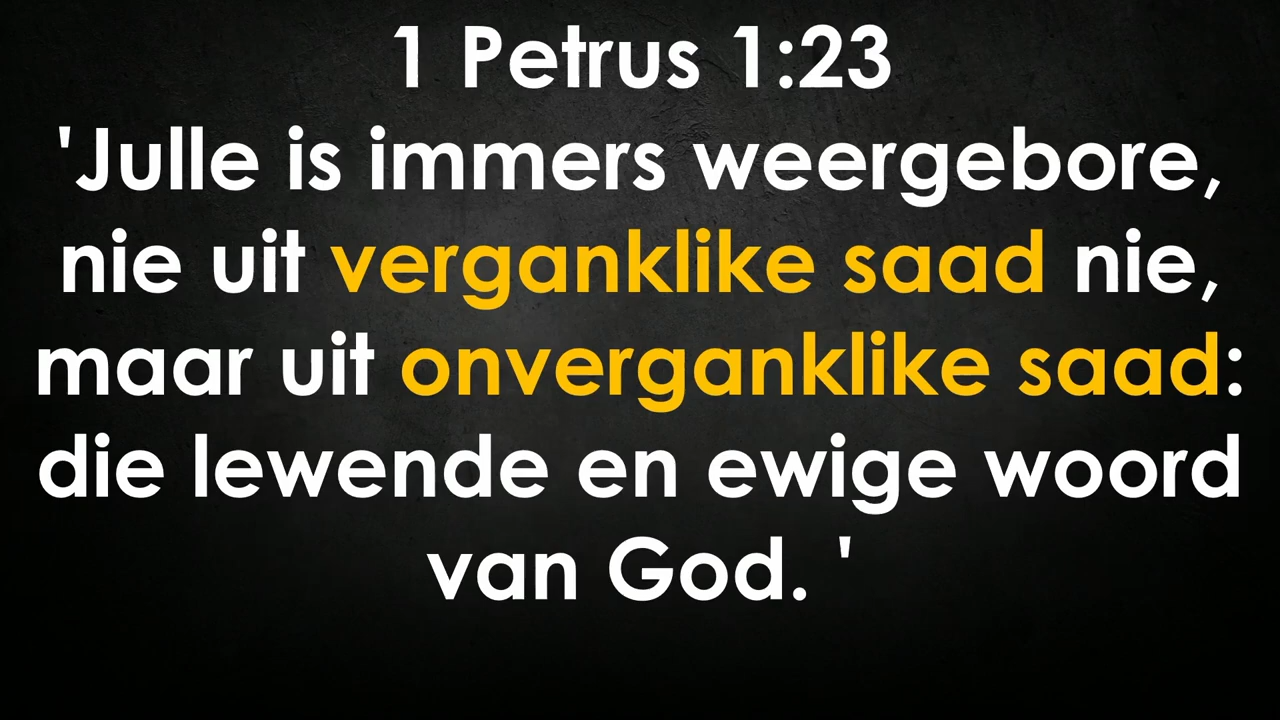 1 Petrus 1:23
'Julle is immers weergebore,
nie uit verganklike saad nie,
maar uit onverganklike saad:
die lewende en ewige woord
van God. '